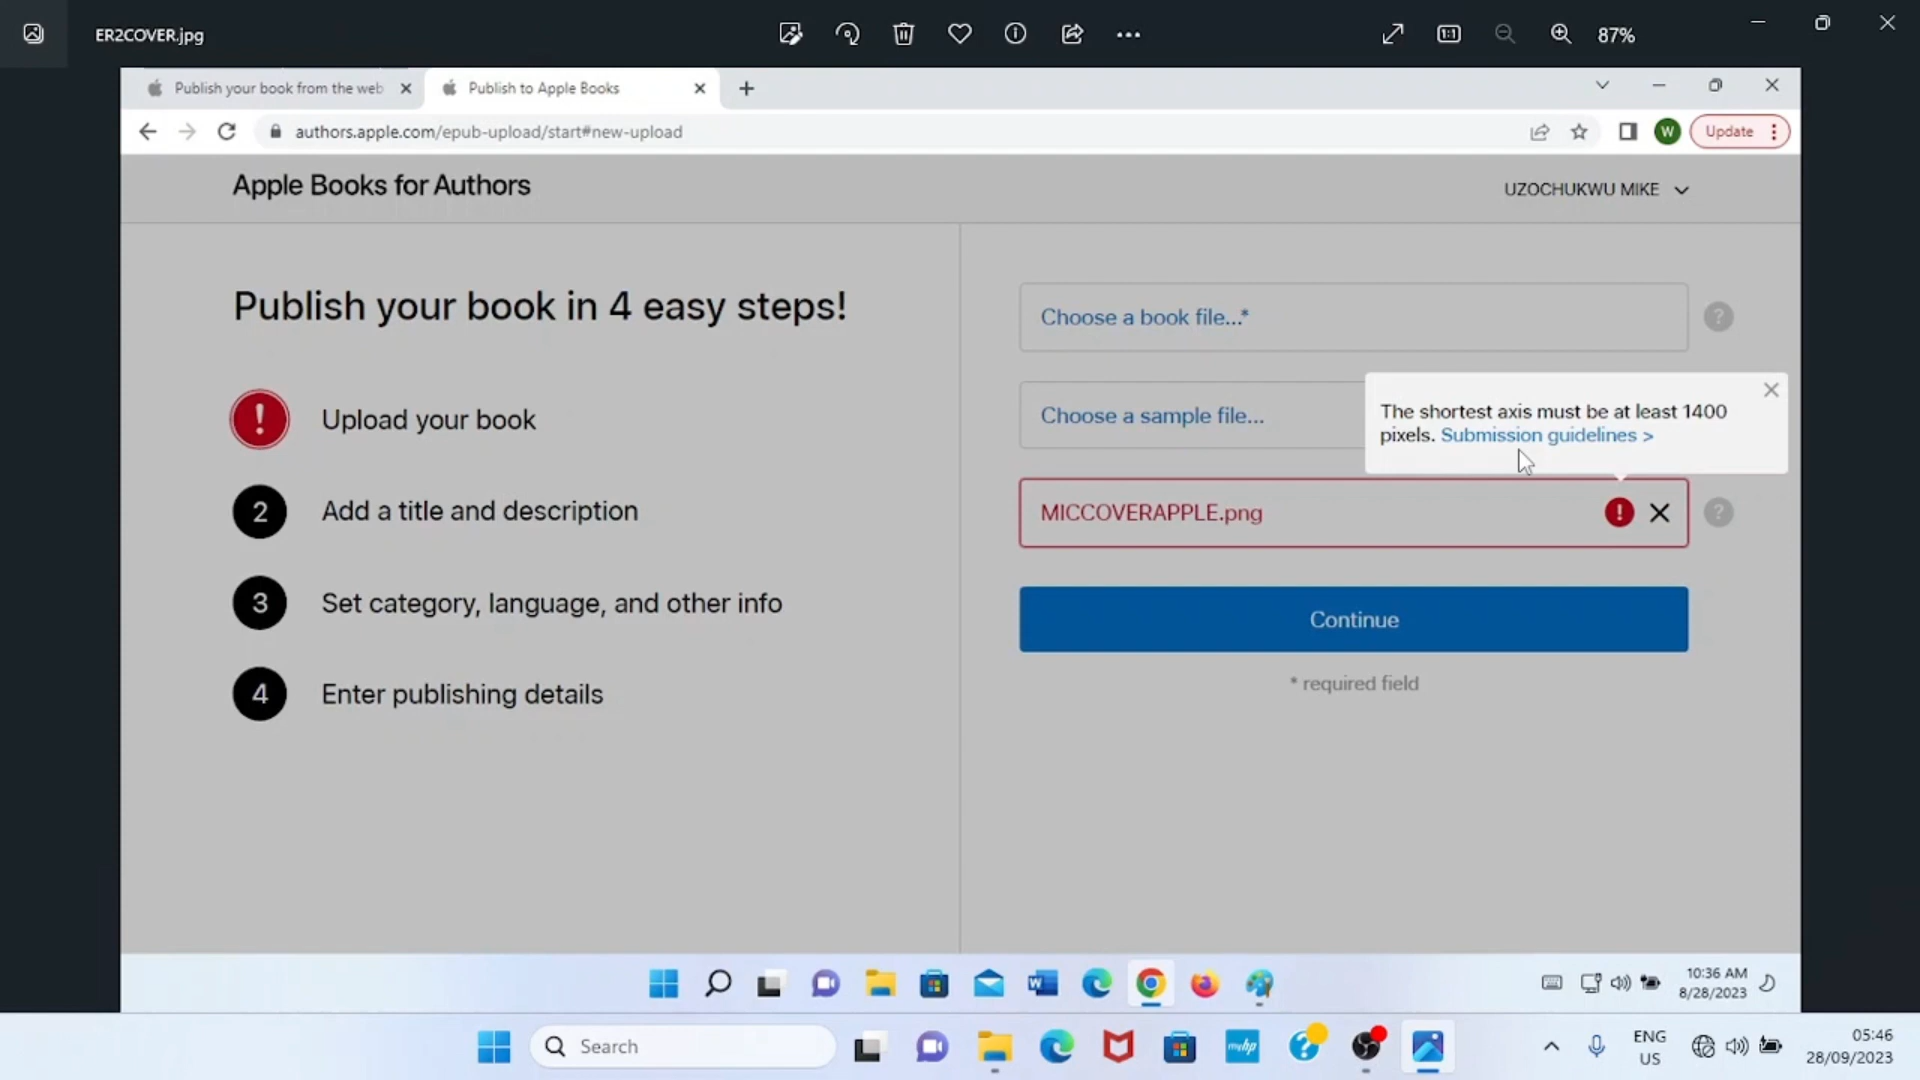 ER2COVER.jpg
87%
Publish your book from the web
Publish to Apple Books
authors.apple.com/epub-upload/start#new-upload
W
Update
Apple Books for Authors
UZOCHUKWU MIKE
Publish your book in 4 easy steps!
! Upload your book
2 Add a title and description
3 Set category, language, and other info
4 Enter publishing details
Choose a book file...*
?
Choose a sample file...
The shortest axis must be at least 1400
pixels. Submission guidelines >
MICCOVERAPPLE.png
!
?
Continue
* required field
10:36 AM
8/28/2023
Search
myhp
ENG
US
05:46
28/09/2023